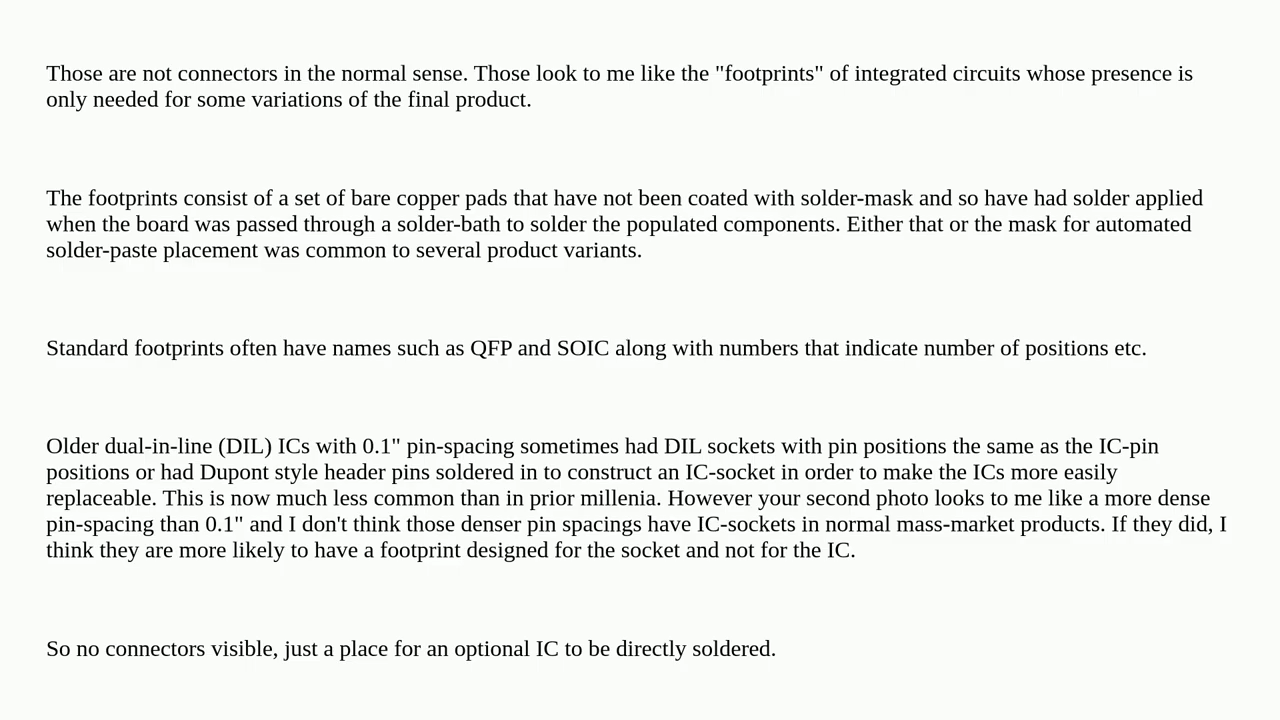 Those are not connectors in the normal sense. Those look to me like the "footprints" of integrated circuits whose presence is
only needed for some variations of the final product.
The footprints consist of a set of bare copper pads that have not been coated with solder-mask and so have had solder applied
when the board was passed through a solder-bath to solder the populated components. Either that or the mask for automated
solder-paste placement was common to several product variants.
Standard footprints often have names such as QFP and SOIC along with numbers that indicate number of positions etc.
Older dual-in-line (DIL) ICs with 0.1" pin-spacing sometimes had DIL sockets with pin positions the same as the IC-pin
positions or had Dupont style header pins soldered in to construct an IC-socket in order to make the ICs more easily
replaceable. This is now much less common than in prior millenia. However your second photo looks to me like a more dense
pin-spacing than 0.1" and I don't think those denser pin spacings have IC-sockets in normal mass-market products. If they did, I
think they are more likely to have a footprint designed for the socket and not for the IC.
So no connectors visible, just a place for an optional IC to be directly soldered.